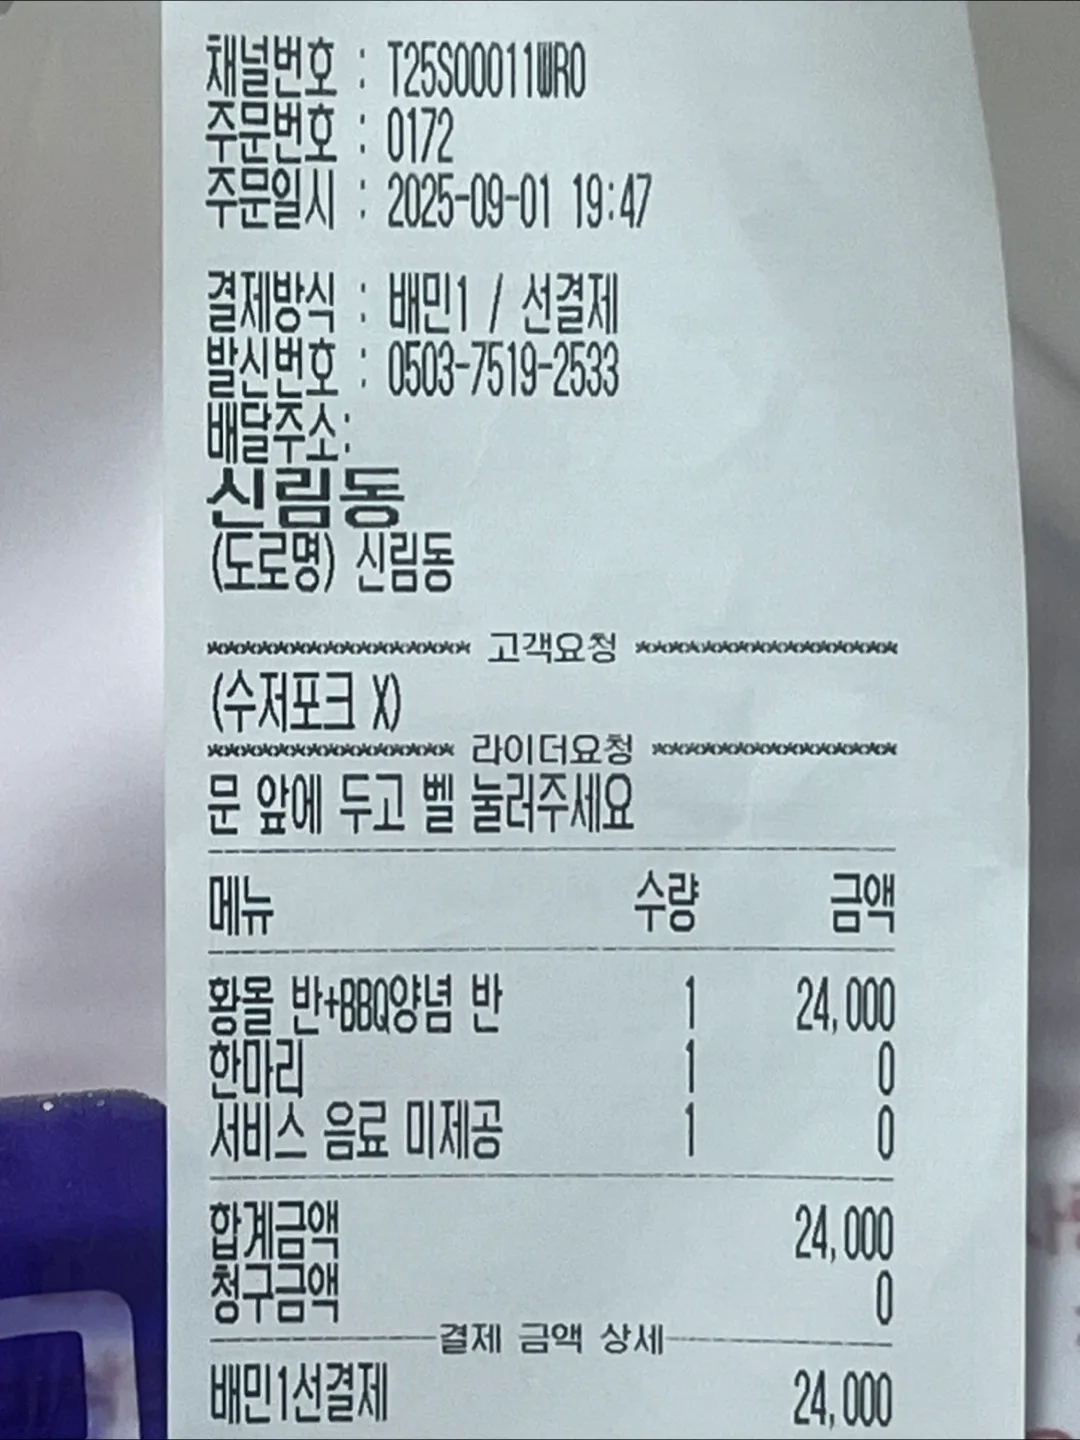 채널번호 : T25S00011WRO
주문번호 : 0172
주문일시 : 2025-09-01 19:47
결제방식 : 배민1 / 선결제
발신번호 : 0503-7519-2533
배달주소:
신림동
(도로명) 신림동
**************** 고객요청 ****************
(수저포크 X)
*************** 라이더요청 ***************
문 앞에 두고 벨 눌러주세요
메뉴 수량 금액
황몰 반+BBQ양념 반 1 24,000
한마리 1 0
서비스 음료 미제공 1 0
합계금액 24,000
청구금액 0
결제 금액 상세
배민1선결제 24,000